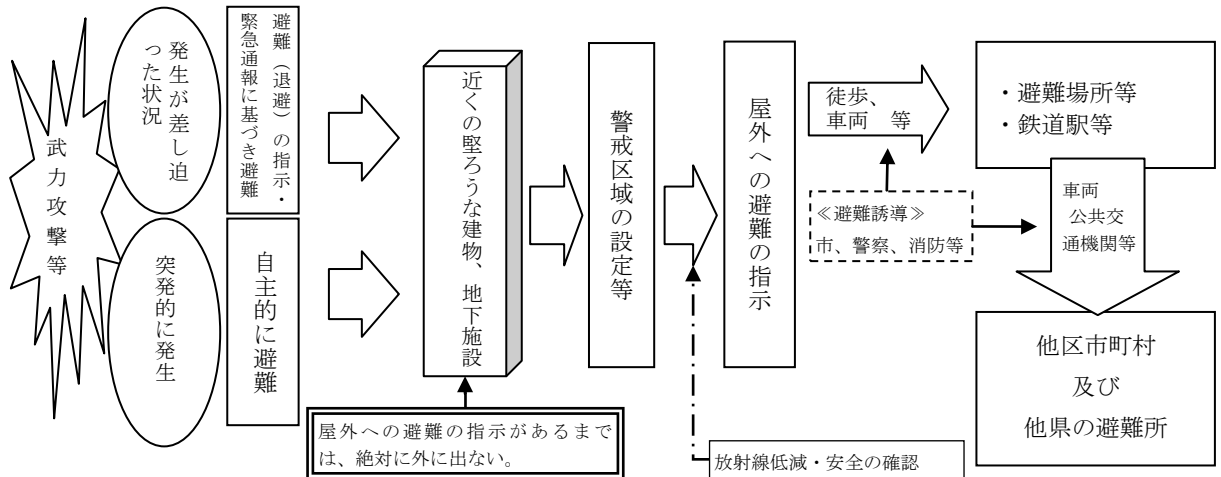 武力攻撃等
発生が差し迫
った状況
避難（退避）の指示・
緊急通報に基づき避難
突発的に発生
自主的に避難
近くの堅ろうな建物、地下施設
屋外への避難の指示があるまで
は、絶対に外に出ない。
警戒区域の設定等
放射線低減・安全の確認
屋外への避難の指示
徒歩、
車両　等
≪避難誘導≫
市、警察、消防等
・避難場所等
・鉄道駅等
車両
公共交
通機関等
他区市町村
及び
他県の避難所